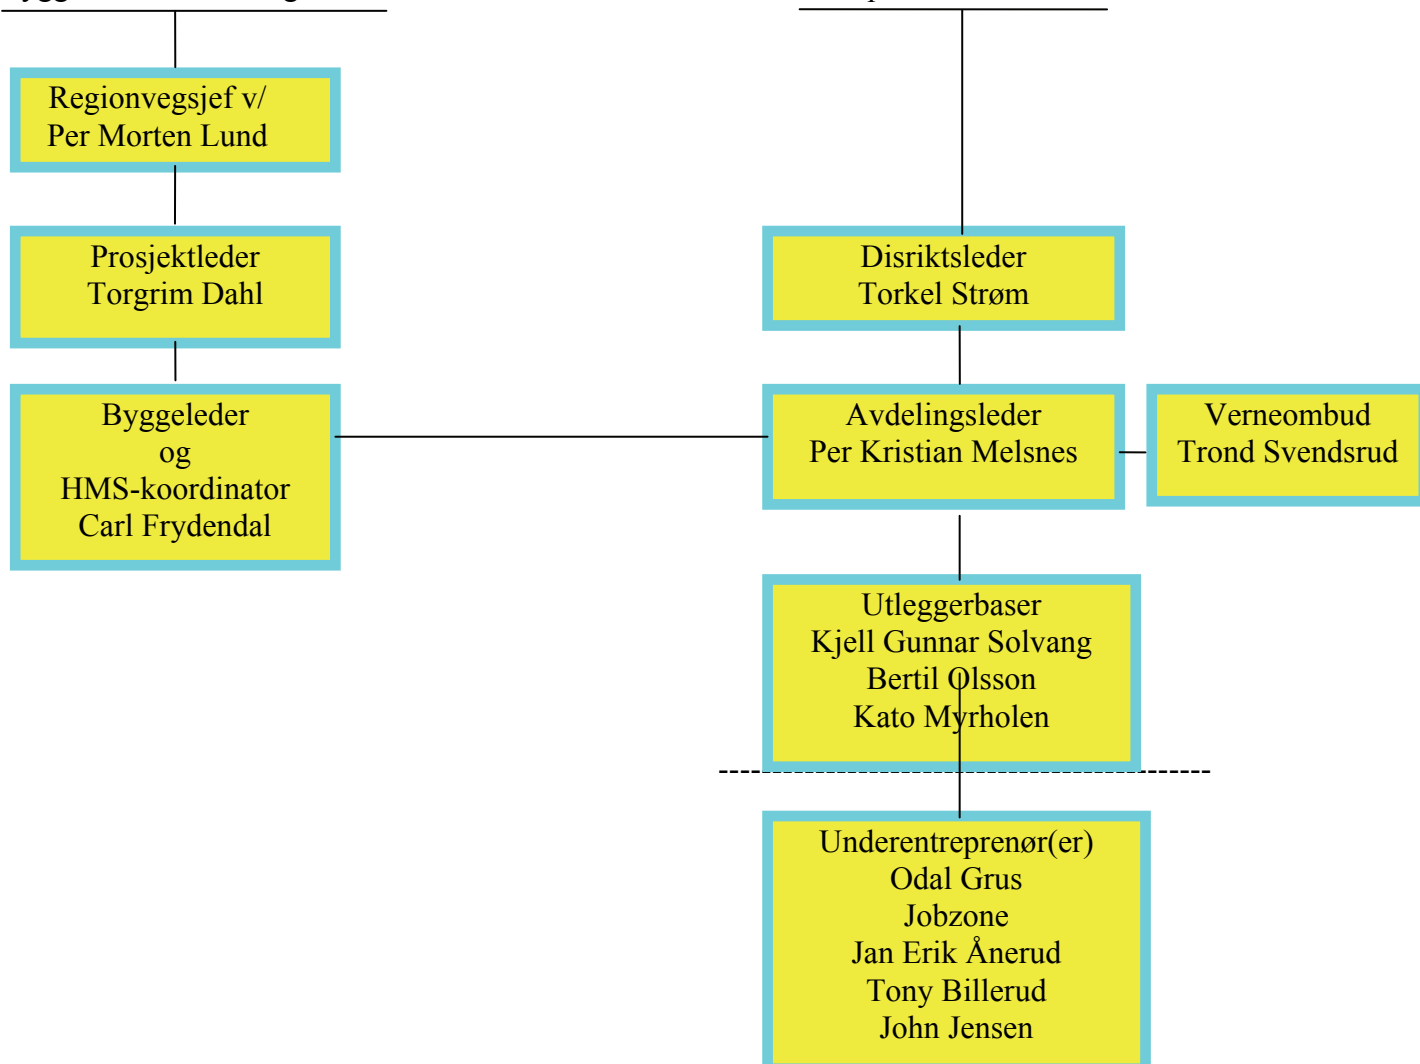 Regionvegsjef v/
Per Morten Lund
Prosjektleder
Torgrim Dahl
Byggeleder
og
HMS-koordinator
Carl Frydendal
Disriktsleder
Torkel Strøm
Avdelingsleder
Per Kristian Melsnes
Verneombud
Trond Svendsrud
Utleggerbaser
Kjell Gunnar Solvang
Bertil Olsson
Kato Myrholen
Underentreprenør(er)
Odal Grus
Jobzone
Jan Erik Ånerud
Tony Billerud
John Jensen